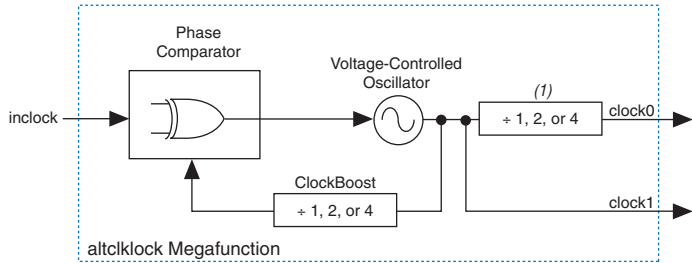 Phase
Comparator
Voltage-Controlled
Oscillator
(1)
inclock
÷ 1, 2, or 4
clock0
ClockBoost
÷ 1, 2, or 4
clock1
altclklock Megafunction